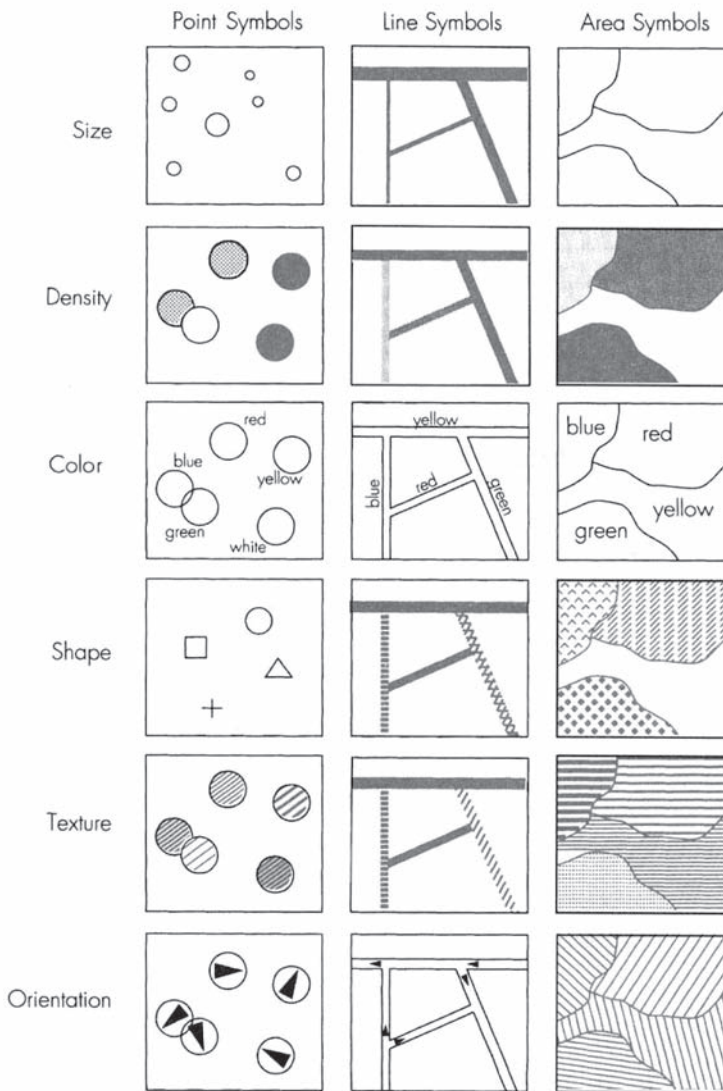 Point Symbols Line Symbols Area Symbols
Size
Density
Color
red
blue
yellow
green
white
yellow
blue
red
green
blue
red
yellow
green
Shape
Texture
Orientation